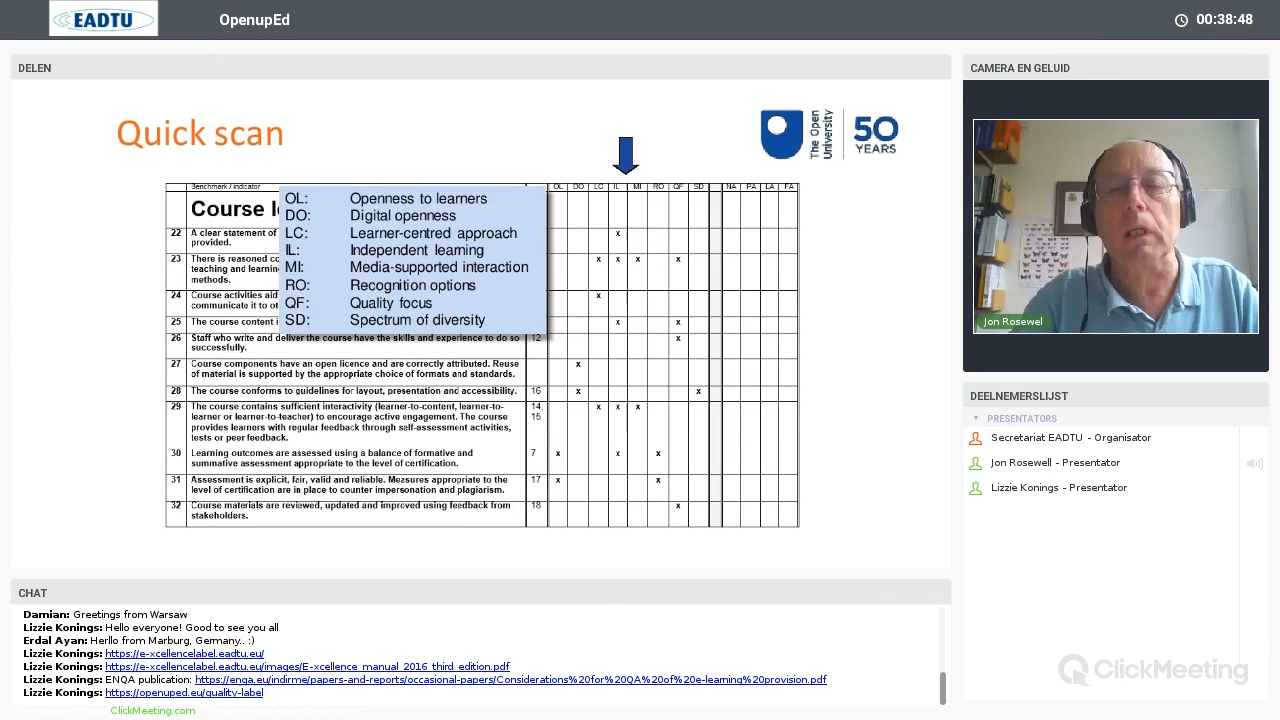 EADTU
OpenupEd
00:38:48
DELEN
Quick scan
The Open University
50 YEARS
Benchmark / indicator OL DO LC IL MI RO QF SD NA PA LA FA
Course l
OL: Openness to learners
DO: Digital openness
LC: Learner-centred approach
IL: Independent learning
MI: Media-supported interaction
RO: Recognition options
QF: Quality focus
SD: Spectrum of diversity
22 A clear statement of x
provided.
23 There is reasoned co x x x x
teaching and learnin
methods.
24 Course activities aid x
communicate it to ot
25 The course content i x x
26 Staff who write and deliver the course have the skills and experience to do so 12 x
successfully.
27 Course components have an open licence and are correctly attributed. Reuse x
of material is supported by the appropriate choice of formats and standards.
28 The course conforms to guidelines for layout, presentation and accessibility. 16 x x
29 The course contains sufficient interactivity (learner-to-content, learner-to- 14, x x x
learner or learner-to-teacher) to encourage active engagement. The course 15
provides learners with regular feedback through self-assessment activities,
tests or peer feedback.
30 Learning outcomes are assessed using a balance of formative and 7 x x x
summative assessment appropriate to the level of certification.
31 Assessment is explicit, fair, valid and reliable. Measures appropriate to the 17 x x
level of certification are in place to counter impersonation and plagiarism.
32 Course materials are reviewed, updated and improved using feedback from 18 x
stakeholders.
CAMERA EN GELUID
Jon Rosewel
DEELNEMERSLIJST
PRESENTATORS
Secretariat EADTU - Organisator
Jon Rosewell - Presentator
Lizzie Konings - Presentator
CHAT
Damian: Greetings from Warsaw
Lizzie Konings: Hello everyone! Good to see you all
Erdal Ayan: Herllo from Marburg, Germany.. :)
Lizzie Konings: https://e-xcellencelabel.eadtu.eu/
Lizzie Konings: https://e-xcellencelabel.eadtu.eu/images/E-xcellence_manual_2016_third_edition.pdf
Lizzie Konings: ENQA publication: https://enqa.eu/indirme/papers-and-reports/occasional-papers/Considerations%20for%20QA%20of%20e-learning%20provision.pdf
Lizzie Konings: https://openuped.eu/quality-label
ClickMeeting
ClickMeeting.com